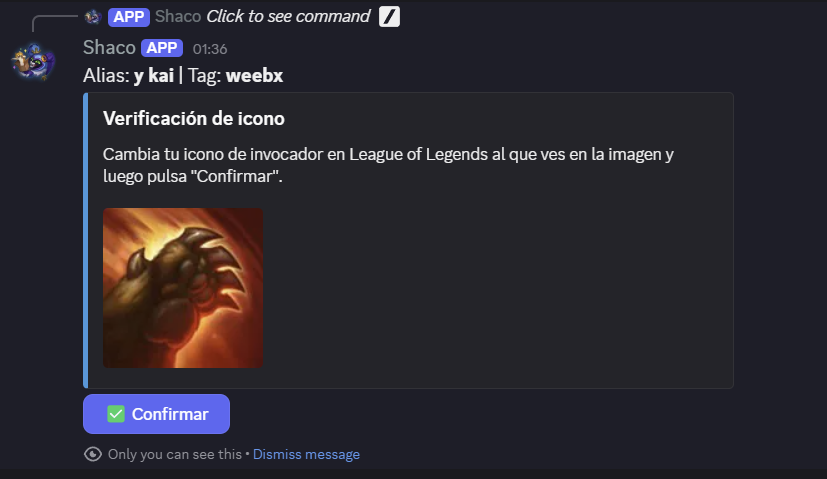 APP Shaco Click to see command
Shaco APP 01:36
Alias: y kai | Tag: weebx
Verificación de icono
Cambia tu icono de invocador en League of Legends al que ves en la imagen y
luego pulsa "Confirmar".
Confirmar
Only you can see this • Dismiss message